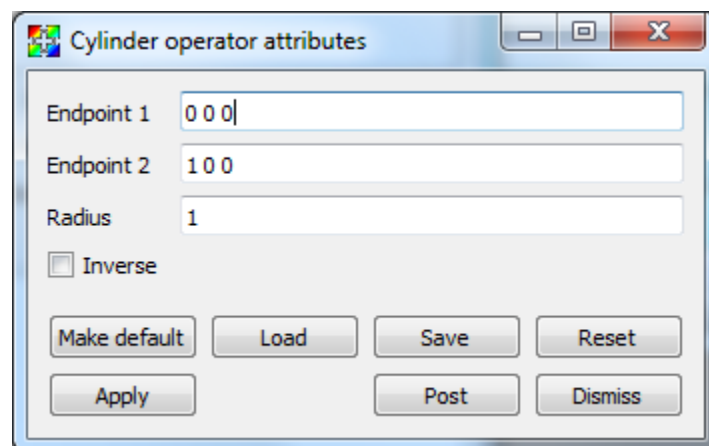 Cylinder operator attributes
Endpoint 1 0 0 0
Endpoint 2 1 0 0
Radius 1
Inverse
Make default Load Save Reset
Apply Post Dismiss